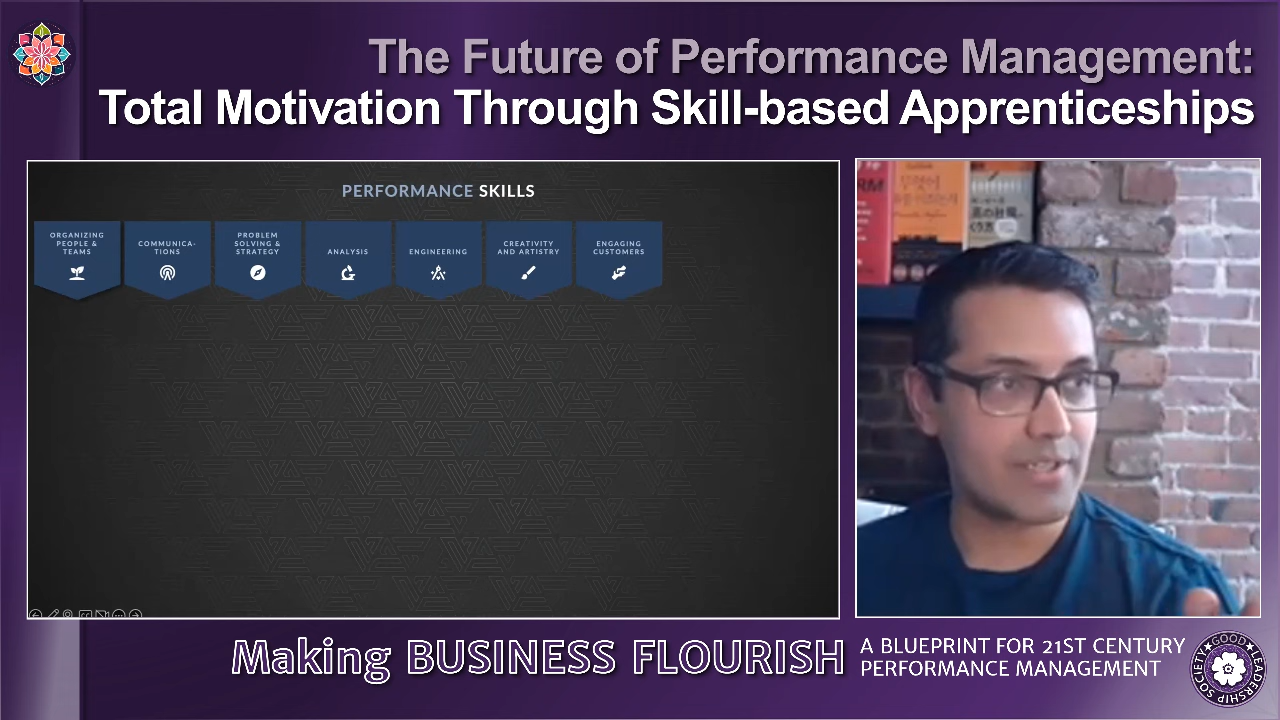 The Future of Performance Management:
Total Motivation Through Skill-based Apprenticeships
PERFORMANCE SKILLS
ORGANIZING
PEOPLE &
TEAMS
COMMUNICA-
TIONS
PROBLEM
SOLVING &
STRATEGY
ANALYSIS
ENGINEERING
CREATIVITY
AND ARTISTRY
ENGAGING
CUSTOMERS
Making BUSINESS FLOURISH
A BLUEPRINT FOR 21ST CENTURY
PERFORMANCE MANAGEMENT
GOOD LEADERSHIP SOCIETY